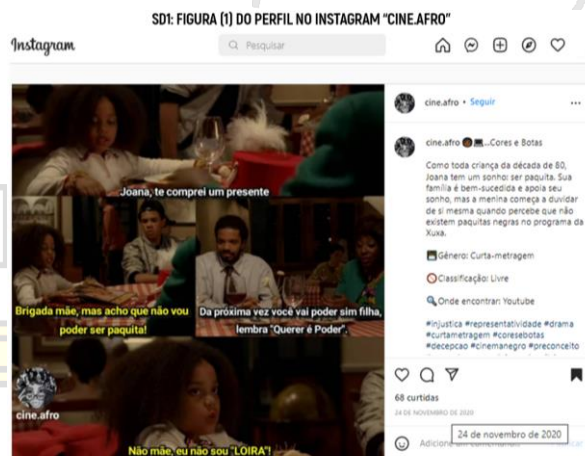 SD1: FIGURA (1) DO PERFIL NO INSTAGRAM “CINE.AFRO”
Instagram
Pesquisar
Joana, te comprei um presente
Brigada mãe, mas acho que não vou
poder ser paquita!
Da próxima vez você vai poder sim filha,
lembra "Querer é Poder".
cine.afro
Não mãe, eu não sou "LOIRA"!
cine.afro • Seguir
cine.afro ...Cores e Botas
Como toda criança da década de 80,
Joana tem um sonho: ser paquita. Sua
família é bem-sucedida e apoia seu
sonho, mas a menina começa a duvidar
de si mesma quando percebe que não
existem paquitas negras no programa da
Xuxa.
Gênero: Curta-metragem
Classificação: Livre
Onde encontrar: Youtube
#injustica #representatividade #drama
#curtametragem #coresebotas
#decepcao #cinemanegro #preconceito
68 curtidas
24 DE NOVEMBRO DE 2020
24 de novembro de 2020
Adicione